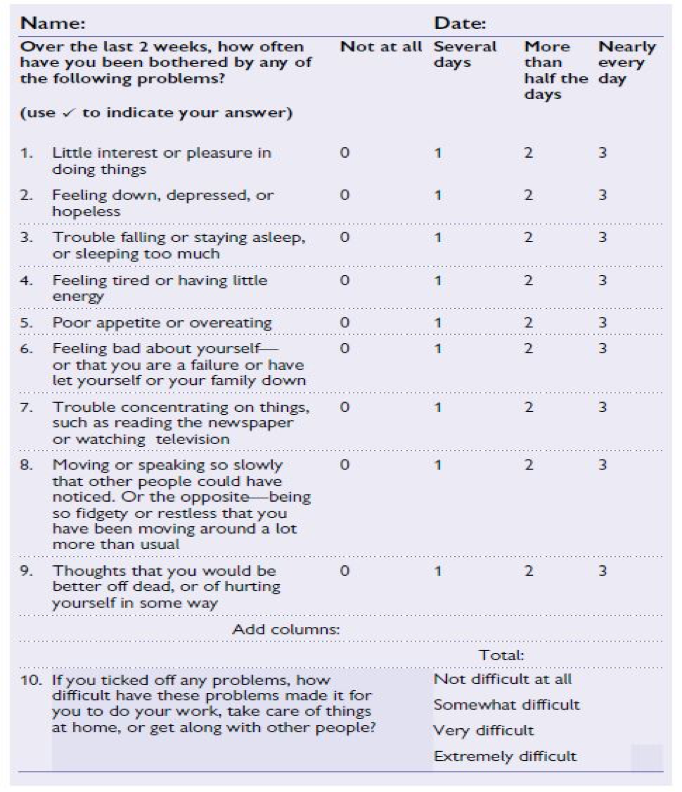 Name: Date:
Over the last 2 weeks, how often Not at all Several More Nearly
have you been bothered by any of days than every
the following problems? half the day
days
(use ✓ to indicate your answer)
1. Little interest or pleasure in 0 1 2 3
doing things
2. Feeling down, depressed, or 0 1 2 3
hopeless
3. Trouble falling or staying asleep, 0 1 2 3
or sleeping too much
4. Feeling tired or having little 0 1 2 3
energy
5. Poor appetite or overeating 0 1 2 3
6. Feeling bad about yourself— 0 1 2 3
or that you are a failure or have
let yourself or your family down
7. Trouble concentrating on things, 0 1 2 3
such as reading the newspaper
or watching television
8. Moving or speaking so slowly 0 1 2 3
that other people could have
noticed. Or the opposite—being
so fidgety or restless that you
have been moving around a lot
more than usual
9. Thoughts that you would be 0 1 2 3
better off dead, or of hurting
yourself in some way
Add columns:
Total:
10. If you ticked off any problems, how Not difficult at all
difficult have these problems made it for Somewhat difficult
you to do your work, take care of things Very difficult
at home, or get along with other people? Extremely difficult